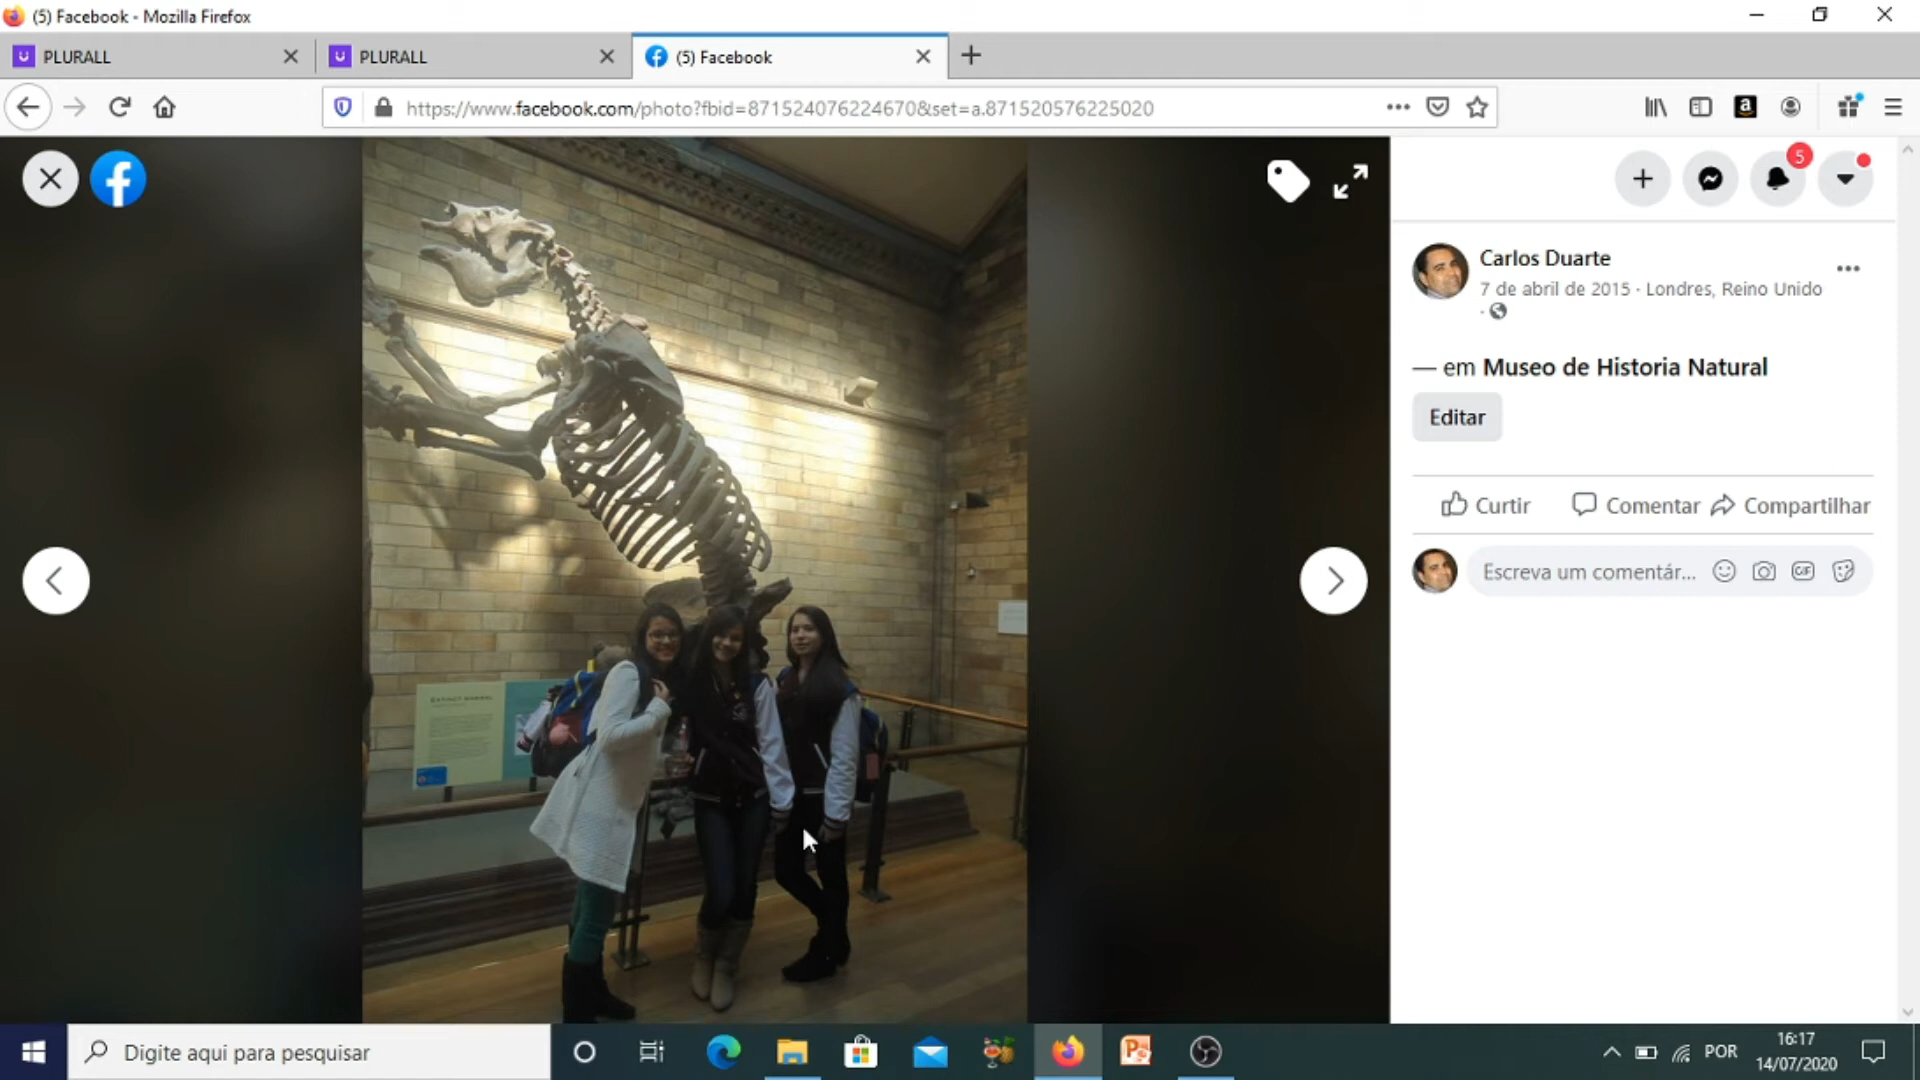 (5) Facebook - Mozilla Firefox
PLURALL
PLURALL
(5) Facebook
https://www.facebook.com/photo?fbid=871524076224670&set=a.871520576225020
5
Carlos Duarte
7 de abril de 2015 · Londres, Reino Unido
·
— em Museo de Historia Natural
Editar
Curtir
Comentar
Compartilhar
Escreva um comentár...
GIF
Digite aqui para pesquisar
POR
16:17
14/07/2020